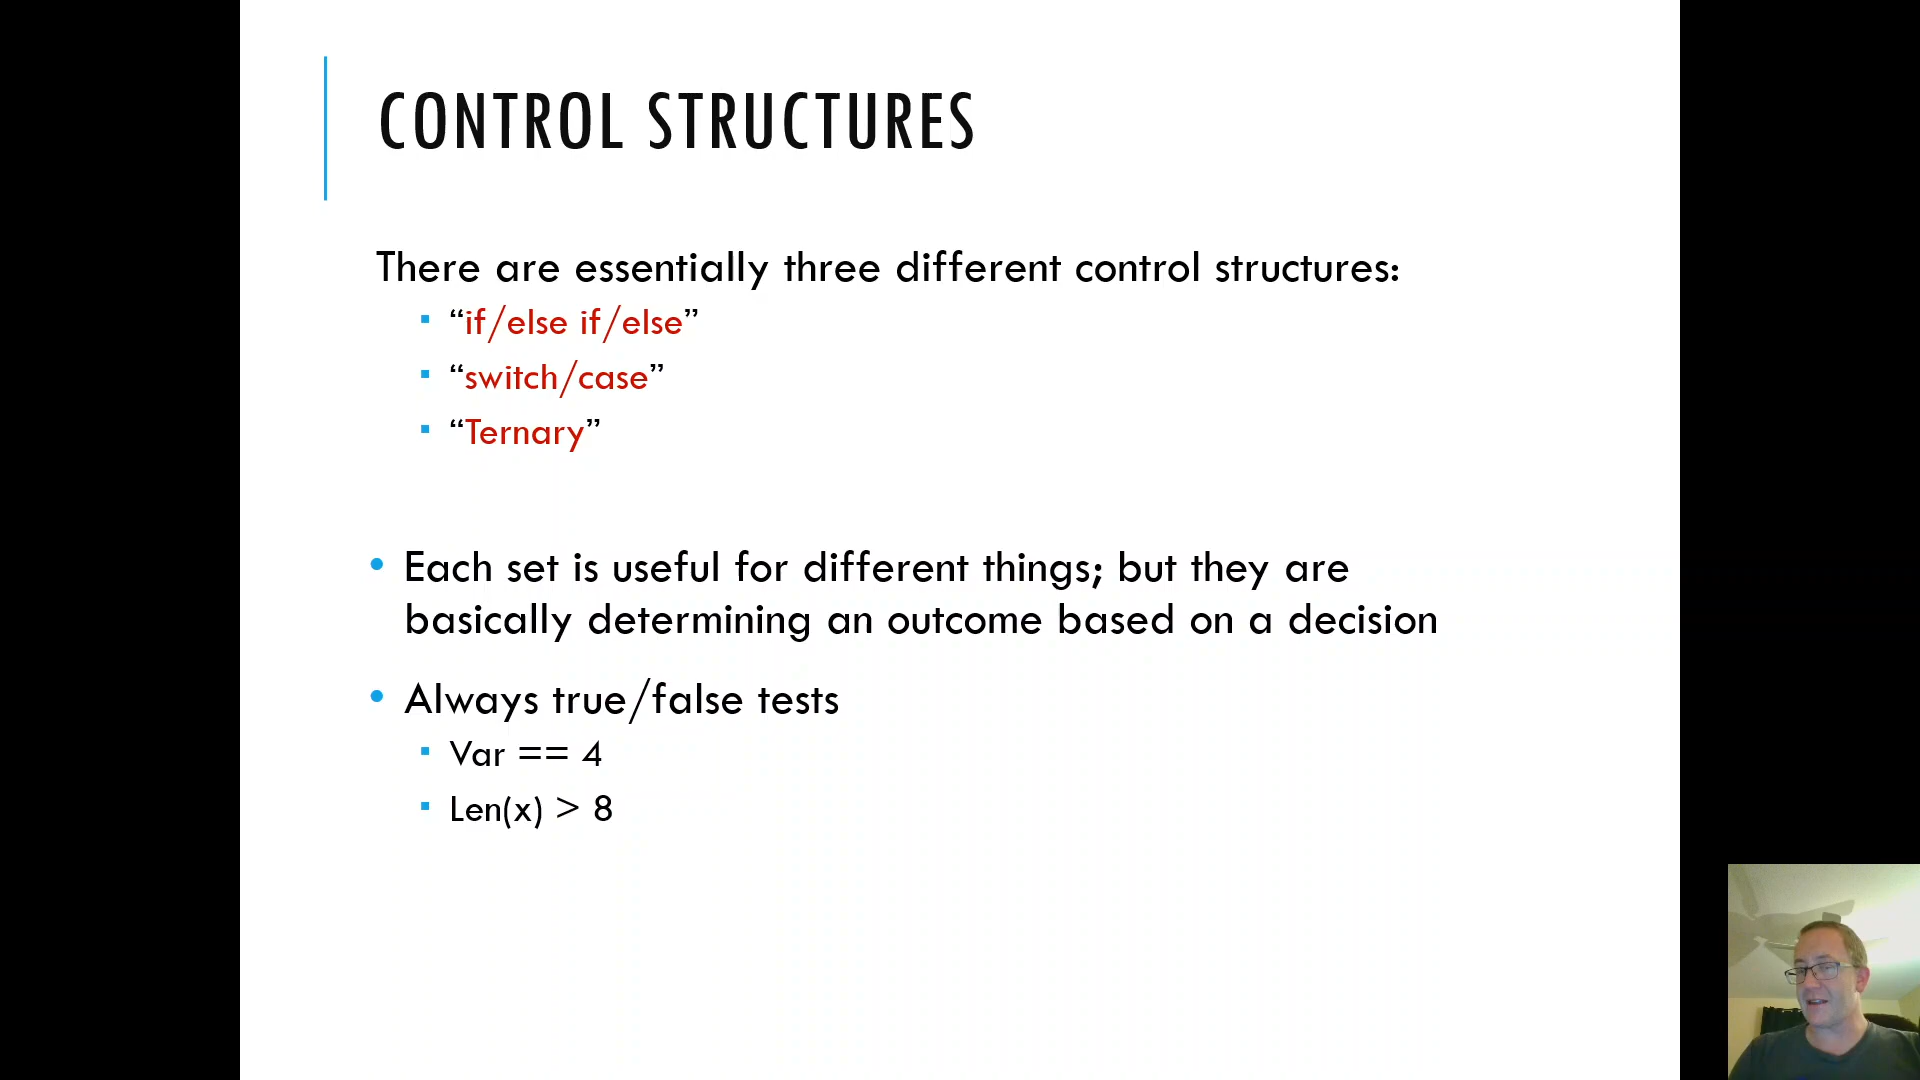 CONTROL STRUCTURES
There are essentially three different control structures:
“if/else if/else”
“switch/case”
“Ternary”
Each set is useful for different things; but they are
basically determining an outcome based on a decision
Always true/false tests
Var == 4
Len(x) > 8